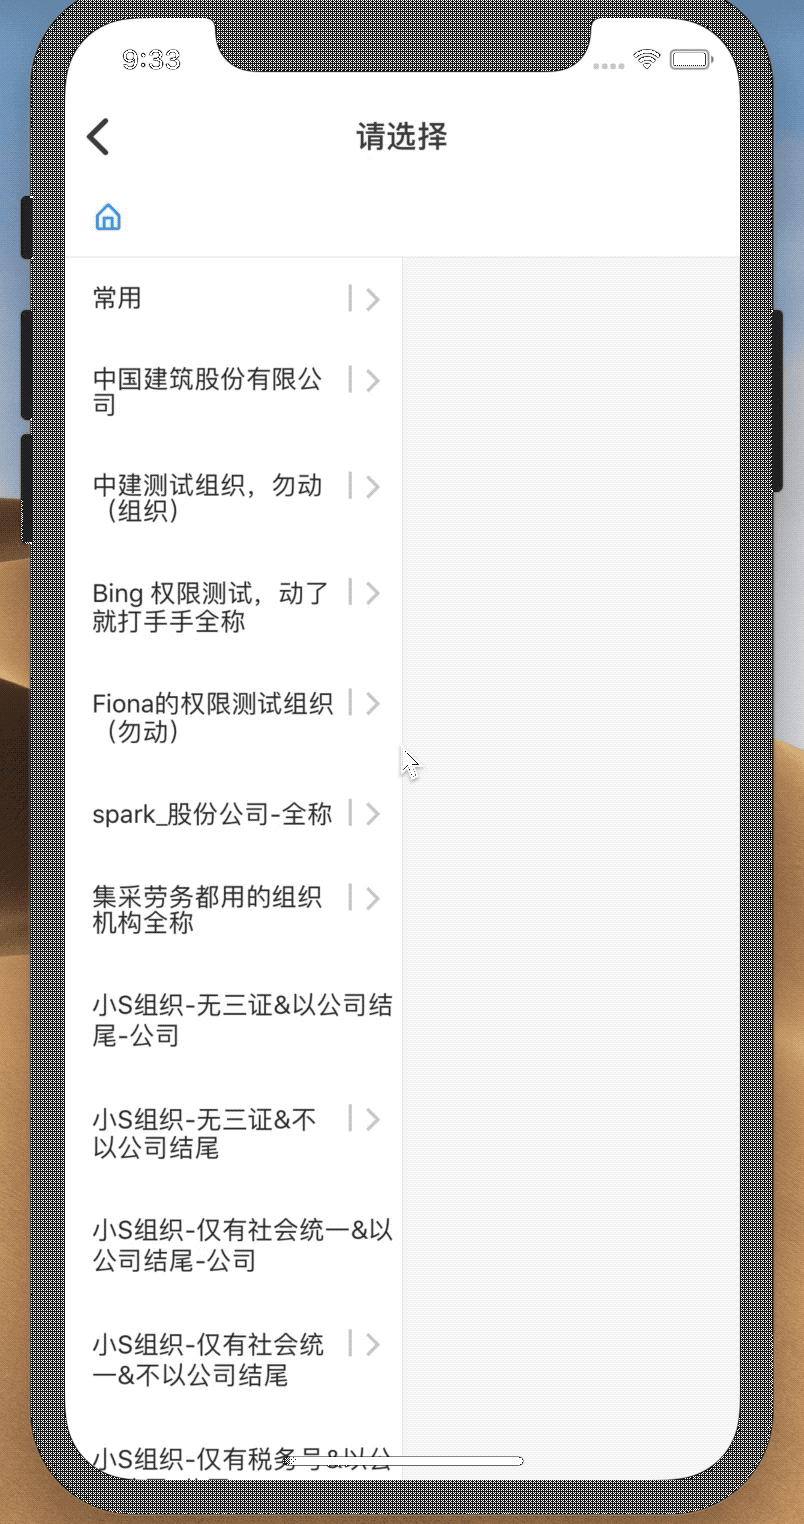 9:33
请选择
常用
中国建筑股份有限公
司
中建测试组织，勿动
（组织）
Bing 权限测试，动了
就打手手全称
Fiona的权限测试组织
（勿动）
spark_股份公司-全称
集采劳务都用的组织
机构全称
小S组织-无三证&以公司结
尾-公司
小S组织-无三证&不
以公司结尾
小S组织-仅有社会统一&以
公司结尾-公司
小S组织-仅有社会统
一&不以公司结尾
小S组织-仅有税务号&以公